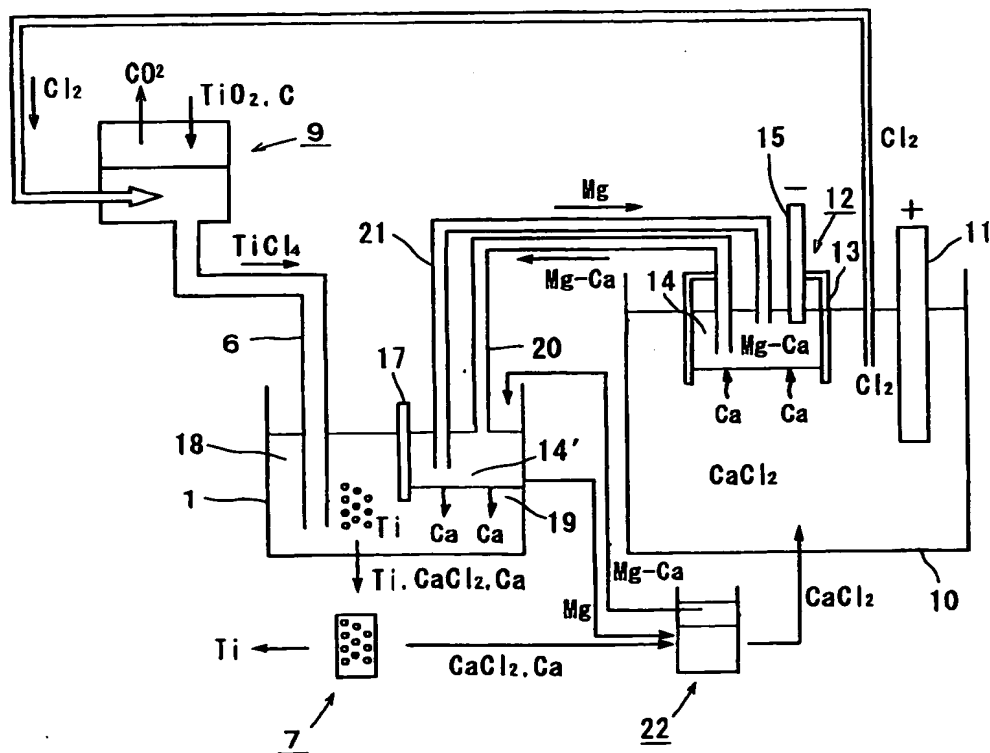 Cl₂
CO²
TiO₂.C
9
TiCl₄
6
21
Mg
Mg-Ca
20
15
−
12
+
11
13
14
Mg-Ca
Cl₂
Cl₂
Ca
Ca
CaCl₂
17
18
1
14′
Ti
Ca
Ca
19
Ti.CaCl₂.Ca
Mg-Ca
Mg
CaCl₂
10
Ti
CaCl₂.Ca
7
22